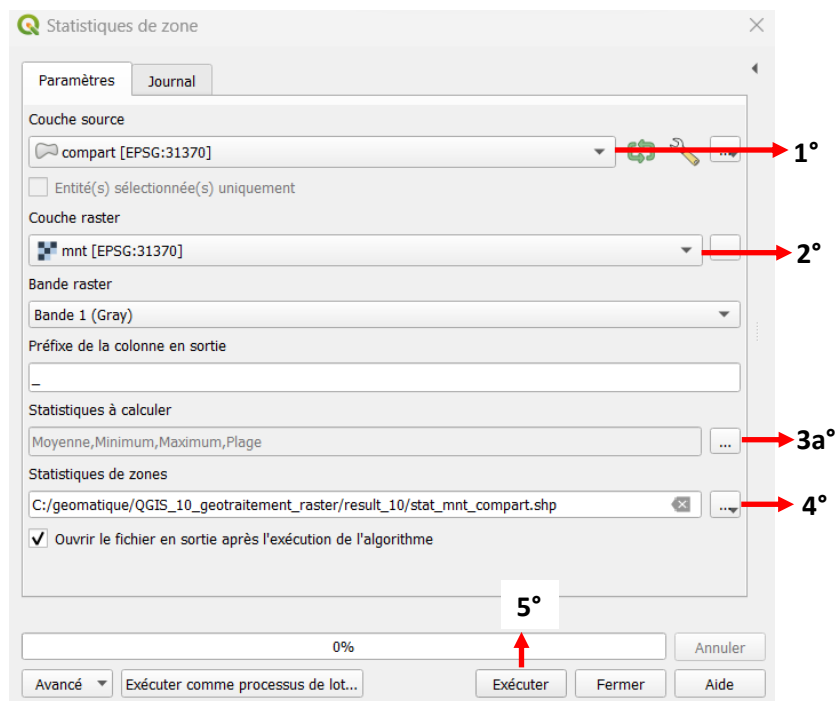 Statistiques de zone
Paramètres Journal
Couche source
compart [EPSG:31370] ... 1°
Entité(s) sélectionnée(s) uniquement
Couche raster
mnt [EPSG:31370] 2°
Bande raster
Bande 1 (Gray)
Préfixe de la colonne en sortie
_
Statistiques à calculer
Moyenne,Minimum,Maximum,Plage ... 3a°
Statistiques de zones
C:/geomatique/QGIS_10_geotraitement_raster/result_10/stat_mnt_compart.shp ... 4°
Ouvrir le fichier en sortie après l'exécution de l'algorithme
5°
0% Annuler
Avancé Exécuter comme processus de lot... Exécuter Fermer Aide